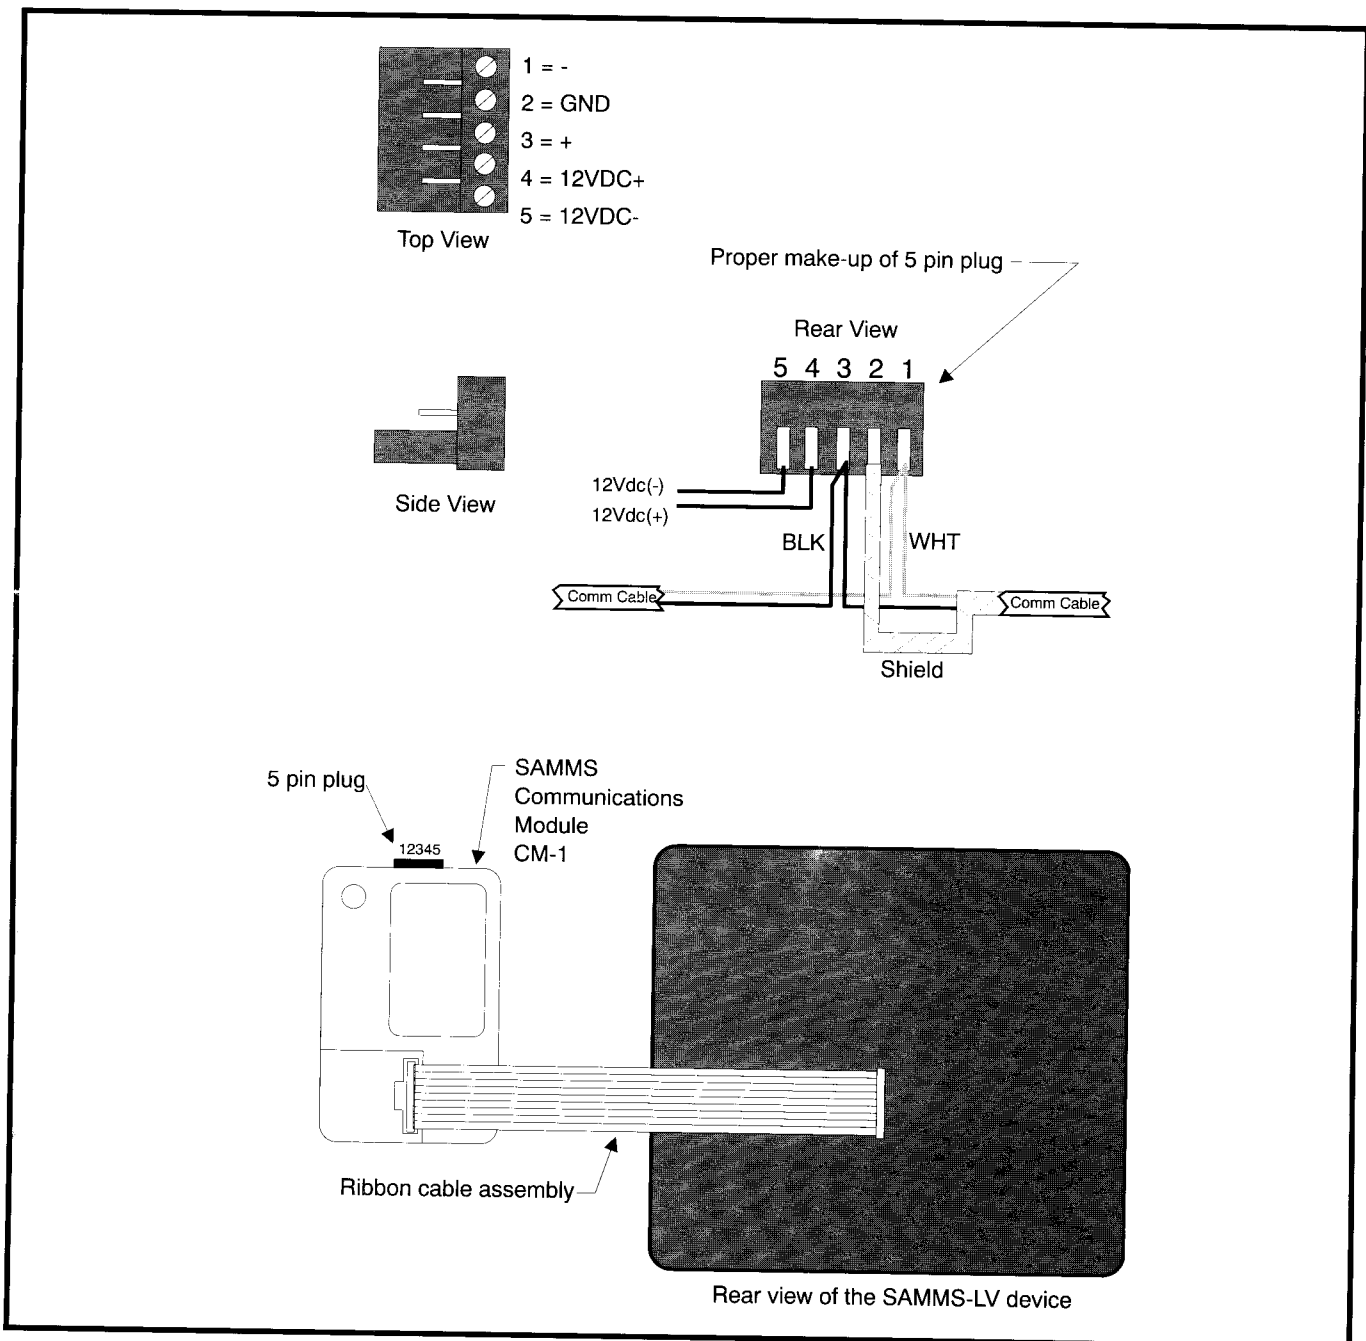 1 = -
2 = GND
3 = +
4 = 12VDC+
5 = 12VDC-
Top View
Proper make-up of 5 pin plug
Rear View
5 4 3 2 1
Side View
12Vdc(-)
12Vdc(+)
BLK
WHT
Comm Cable
Comm Cable
Shield
5 pin plug
SAMMS
Communications
Module
CM-1
12345
Ribbon cable assembly
Rear view of the SAMMS-LV device